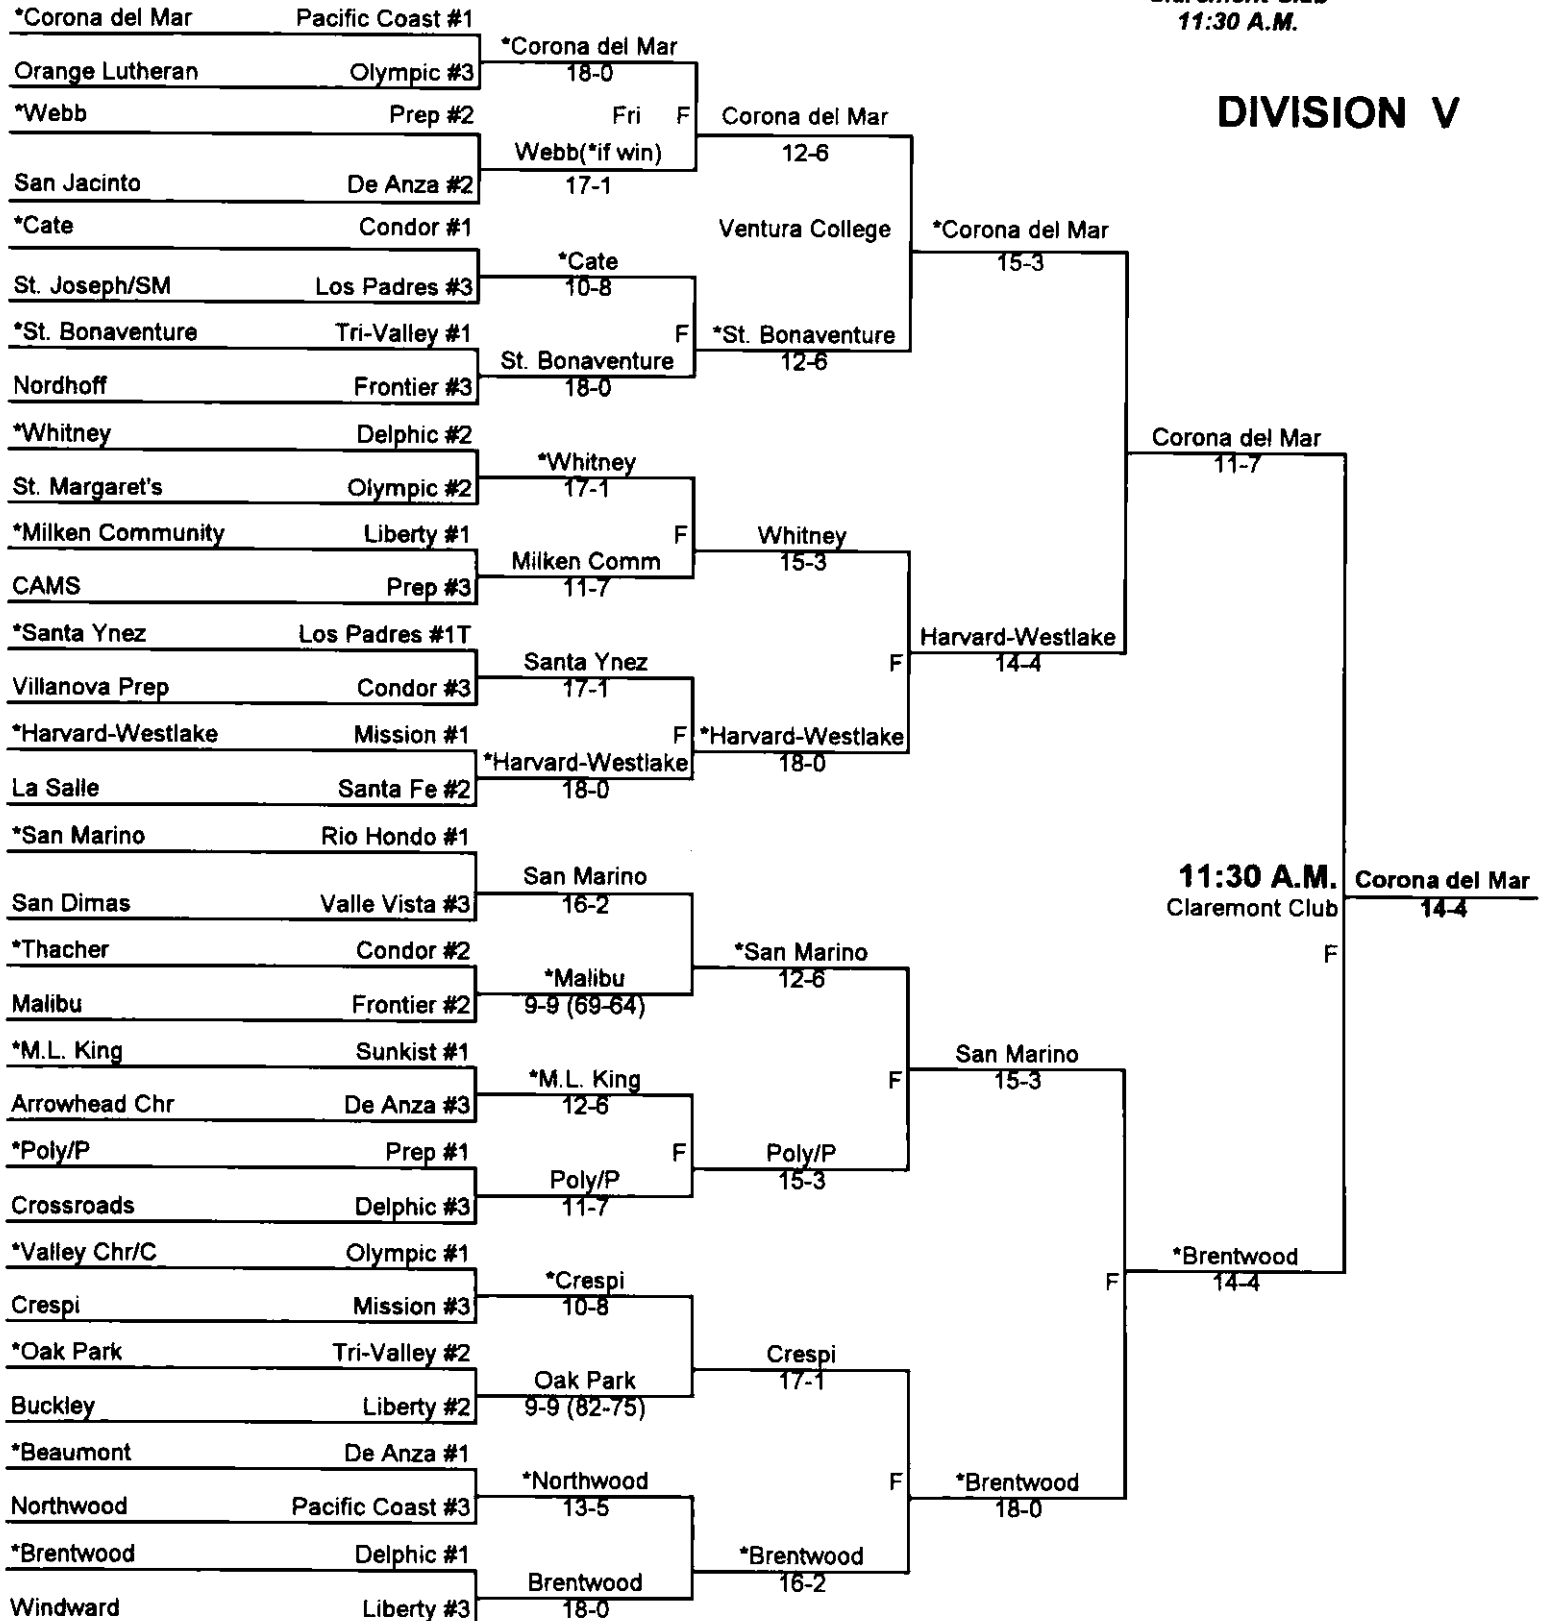 Claremont Club
11:30 A.M.
DIVISION V
*Corona del Mar Pacific Coast #1
*Corona del Mar
Orange Lutheran Olympic #3
18-0
*Webb Prep #2
Fri F
Corona del Mar
12-6
Webb(*if win)
17-1
San Jacinto De Anza #2
*Cate Condor #1
Ventura College
*Corona del Mar
15-3
*Cate
10-8
St. Joseph/SM Los Padres #3
*St. Bonaventure Tri-Valley #1
F
*St. Bonaventure
12-6
St. Bonaventure
18-0
Nordhoff Frontier #3
*Whitney Delphic #2
Corona del Mar
11-7
*Whitney
17-1
St. Margaret's Olympic #2
*Milken Community Liberty #1
F
Whitney
15-3
Milken Comm
11-7
CAMS Prep #3
*Santa Ynez Los Padres #1T
Harvard-Westlake
14-4
F
Santa Ynez
17-1
Villanova Prep Condor #3
*Harvard-Westlake Mission #1
F
*Harvard-Westlake
18-0
*Harvard-Westlake
18-0
La Salle Santa Fe #2
*San Marino Rio Hondo #1
San Marino
16-2
11:30 A.M.
Corona del Mar
14-4
Claremont Club
San Dimas Valle Vista #3
*Thacher Condor #2
*San Marino
12-6
F
*Malibu
9-9 (69-64)
Malibu Frontier #2
*M.L. King Sunkist #1
San Marino
15-3
F
*M.L. King
12-6
Arrowhead Chr De Anza #3
*Poly/P Prep #1
F
Poly/P
15-3
Poly/P
11-7
Crossroads Delphic #3
*Valley Chr/C Olympic #1
*Brentwood
14-4
F
*Crespi
10-8
Crespi Mission #3
*Oak Park Tri-Valley #2
Crespi
17-1
Oak Park
9-9 (82-75)
Buckley Liberty #2
*Beaumont De Anza #1
*Northwood
13-5
F
*Brentwood
18-0
Northwood Pacific Coast #3
*Brentwood Delphic #1
*Brentwood
16-2
Brentwood
18-0
Windward Liberty #3